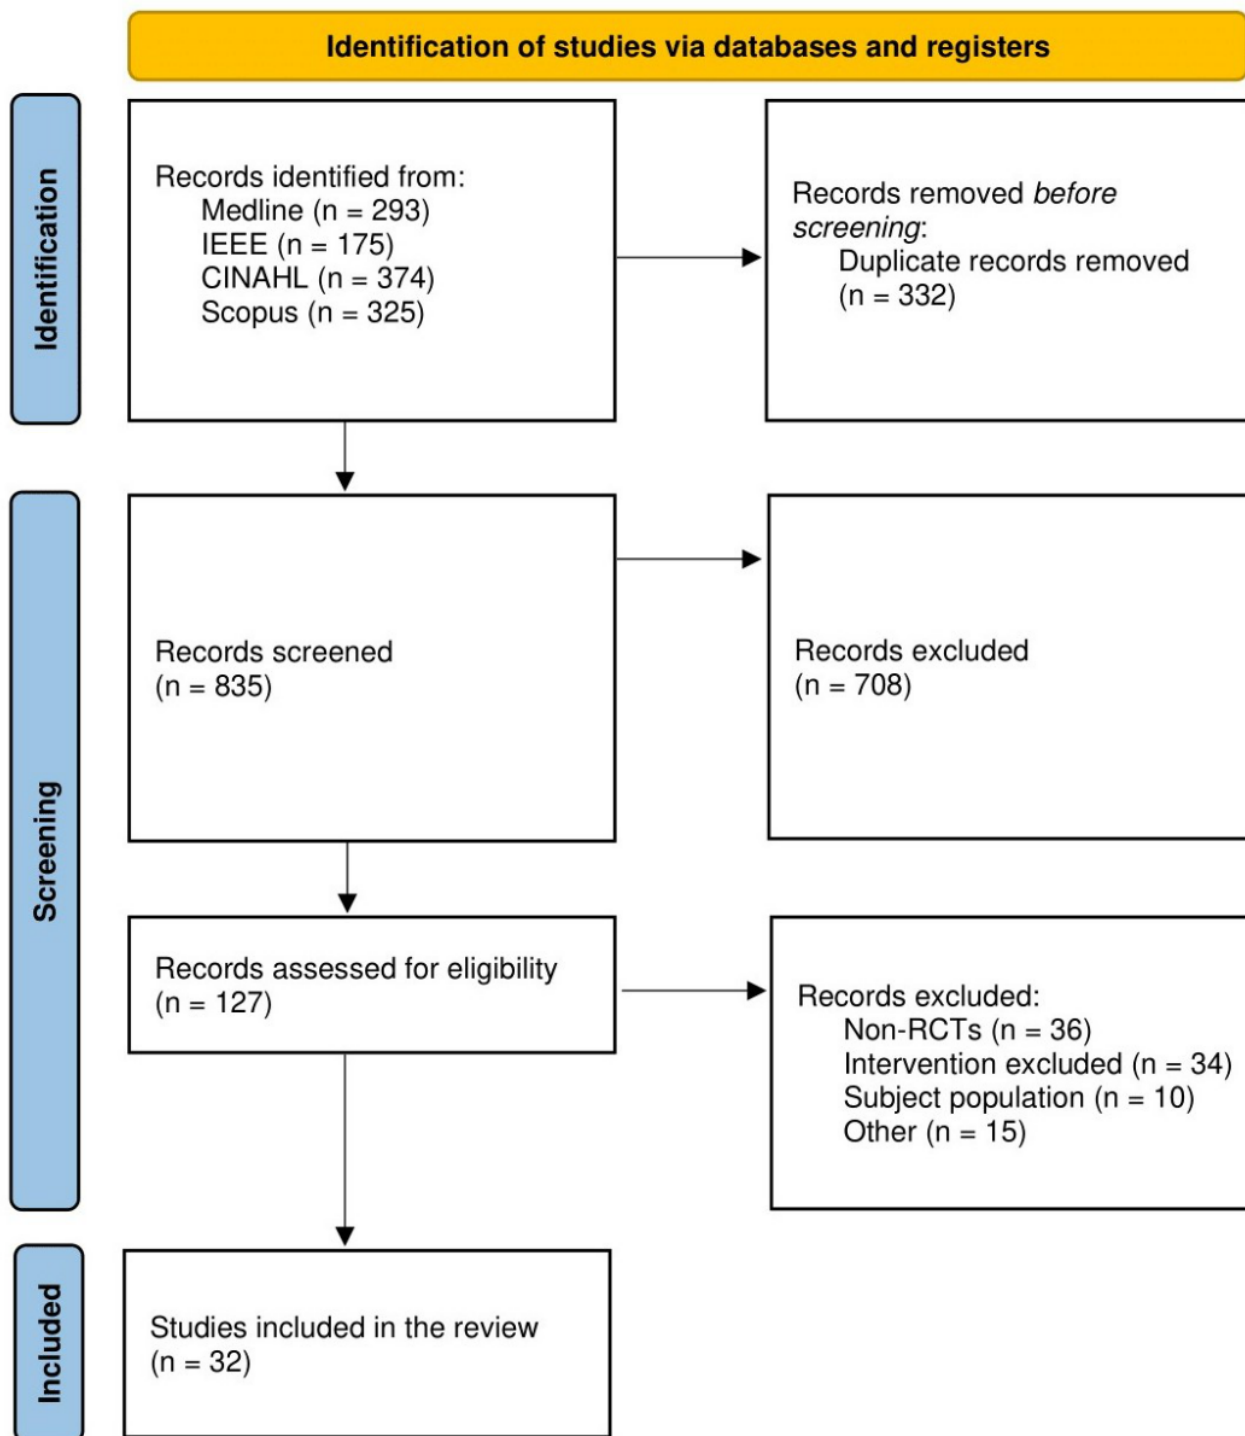 Identification of studies via databases and registers
Identification
Records identified from:
Medline (n = 293)
IEEE (n = 175)
CINAHL (n = 374)
Scopus (n = 325)
Records removed before
screening:
Duplicate records removed
(n = 332)
Screening
Records screened
(n = 835)
Records excluded
(n = 708)
Records assessed for eligibility
(n = 127)
Records excluded:
Non-RCTs (n = 36)
Intervention excluded (n = 34)
Subject population (n = 10)
Other (n = 15)
Included
Studies included in the review
(n = 32)